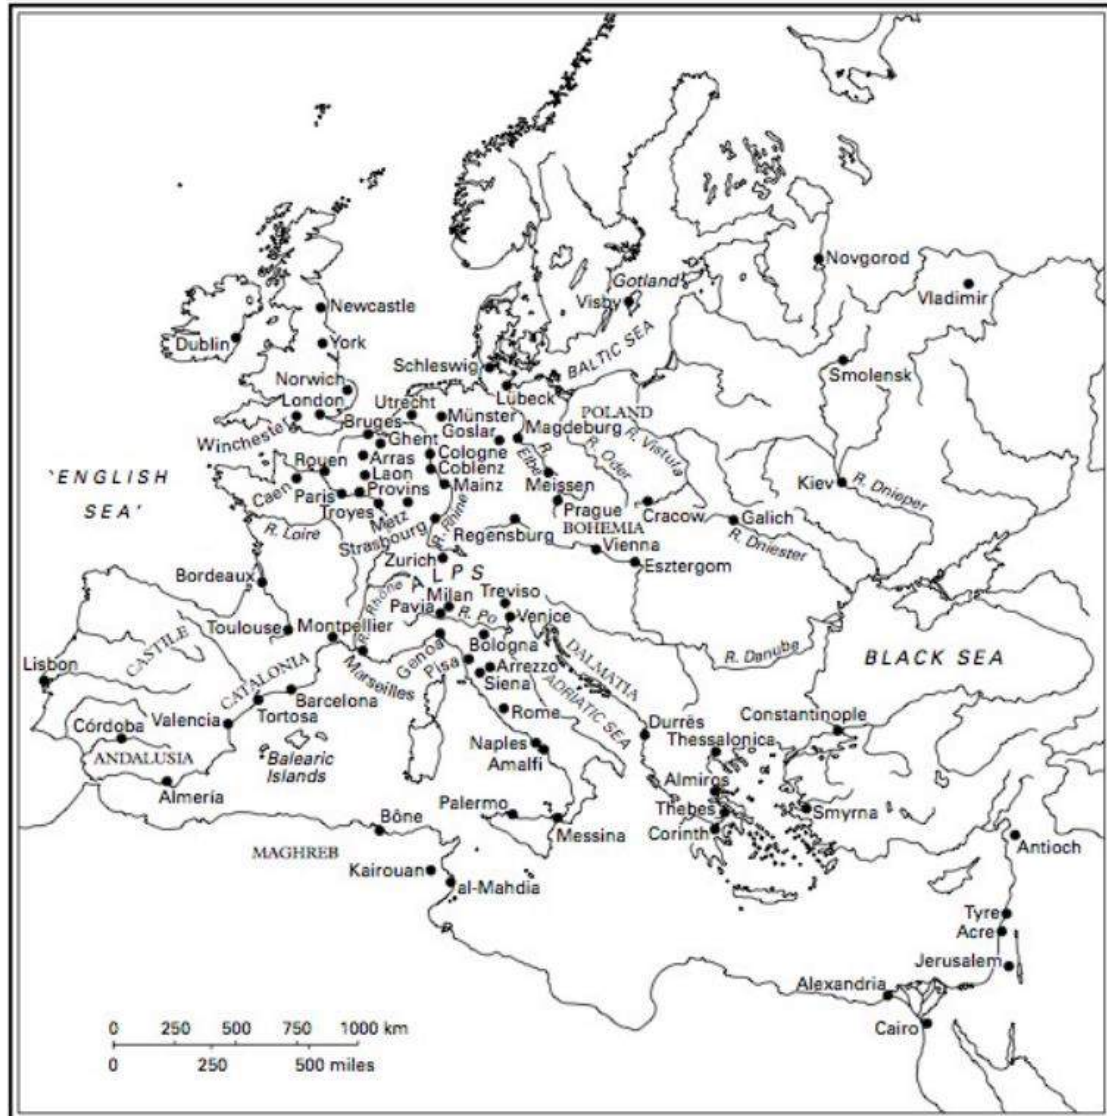 Novgorod
Gotland
Visby
Vladimir
Newcastle
Dublin
York
BALTIC SEA
Schleswig
Smolensk
Norwich
Lübeck
London
Utrecht
Münster
POLAND
Winchester
Bruges
Goslar
Magdeburg
Ghent
R. Elbe
R. Oder
R. Vistula
Cologne
Arras
Rouen
Coblenz
Laon
'ENGLISH
SEA'
Caen
Mainz
Meissen
Kiev
R. Dnieper
Paris
Provins
Troyes
Metz
Prague
Cracow
Galich
R. Loire
Strasbourg
R. Rhine
BOHEMIA
Regensburg
R. Dniester
Vienna
Zurich
Esztergom
ALPS
Bordeaux
R. Rhône
Milan
Treviso
Pavia
R. Po
Venice
Toulouse
Montpellier
Bologna
CASTILE
Genoa
DALMATIA
R. Danube
BLACK SEA
Lisbon
Pisa
Arrezzo
CATALONIA
Marseilles
Siena
ADRIATIC SEA
Barcelona
Tortosa
Rome
Valencia
Córdoba
Durrës
Constantinople
Thessalonica
Naples
Amalfi
ANDALUSIA
Balearic
Islands
Almería
Almiros
Palermo
Thebes
Smyrna
Bône
Messina
Corinth
Antioch
MAGHREB
Kairouan
al-Mahdia
Tyre
Acre
Jerusalem
Alexandria
Cairo
0 250 500 750 1000 km
0 250 500 miles